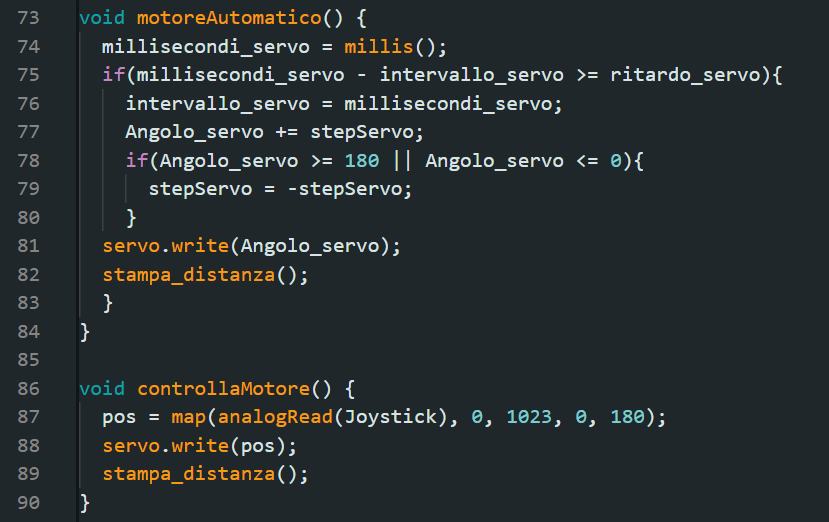 73 void motoreAutomatico() {
74   millisecondi_servo = millis();
75   if(millisecondi_servo - intervallo_servo >= ritardo_servo){
76     intervallo_servo = millisecondi_servo;
77     Angolo_servo += stepServo;
78     if(Angolo_servo >= 180 || Angolo_servo <= 0){
79       stepServo = -stepServo;
80     }
81   servo.write(Angolo_servo);
82   stampa_distanza();
83   }
84 }
85
86 void controllaMotore() {
87   pos = map(analogRead(Joystick), 0, 1023, 0, 180);
88   servo.write(pos);
89   stampa_distanza();
90 }